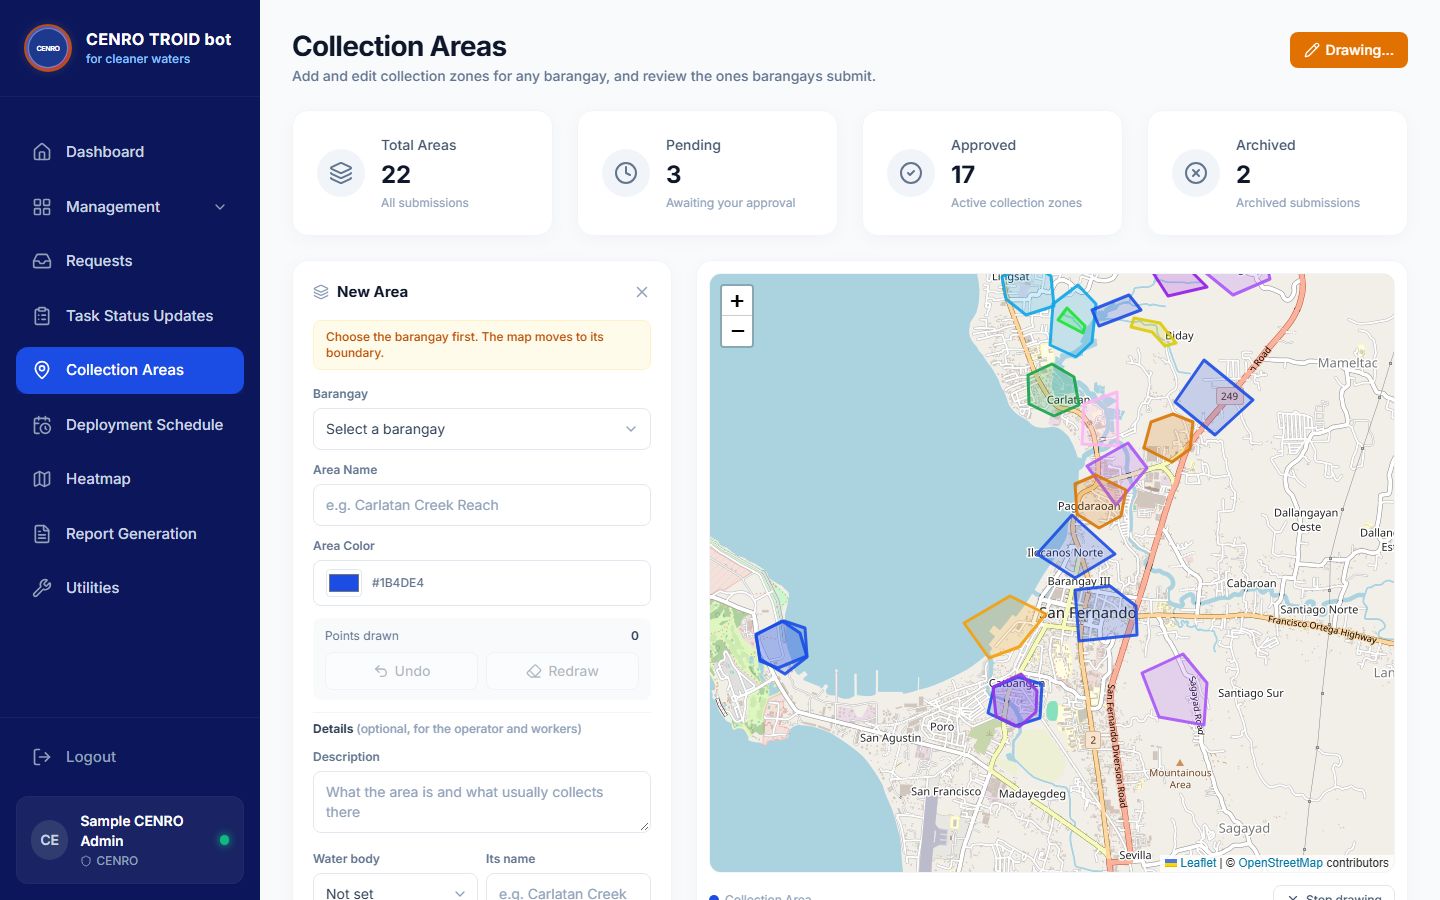 CENRO
CENRO TROID bot
for cleaner waters
Dashboard
Management
Requests
Task Status Updates
Collection Areas
Deployment Schedule
Heatmap
Report Generation
Utilities
Logout
CE
Sample CENRO Admin
CENRO
Collection Areas
Add and edit collection zones for any barangay, and review the ones barangays submit.
Drawing...
Total Areas
22
All submissions
Pending
3
Awaiting your approval
Approved
17
Active collection zones
Archived
2
Archived submissions
New Area
Choose the barangay first. The map moves to its
boundary.
Barangay
Select a barangay
Area Name
e.g. Carlatan Creek Reach
Area Color
#1B4DE4
Points drawn
0
Undo
Redraw
Details (optional, for the operator and workers)
Description
What the area is and what usually collects
there
Water body
Its name
Not set
e.g. Carlatan Creek
+
−
Lingsat
Biday
Mameltac
Carlatan
249
Pagdaraoan
Dallangayan
Oeste
Ilocanos Norte
Barangay III
Cabaroan
Santiago Norte
San Fernando
Francisco Ortega Highway
Catbangen
Santiago Sur
Sagayad Road
San Fernando Diversion Road
Poro
San Agustin
2
Mountainous
Area
San Francisco
Madayegdeg
Sagayad
Sevilla
Leaflet | © OpenStreetMap contributors
Collection Area
Stop drawing